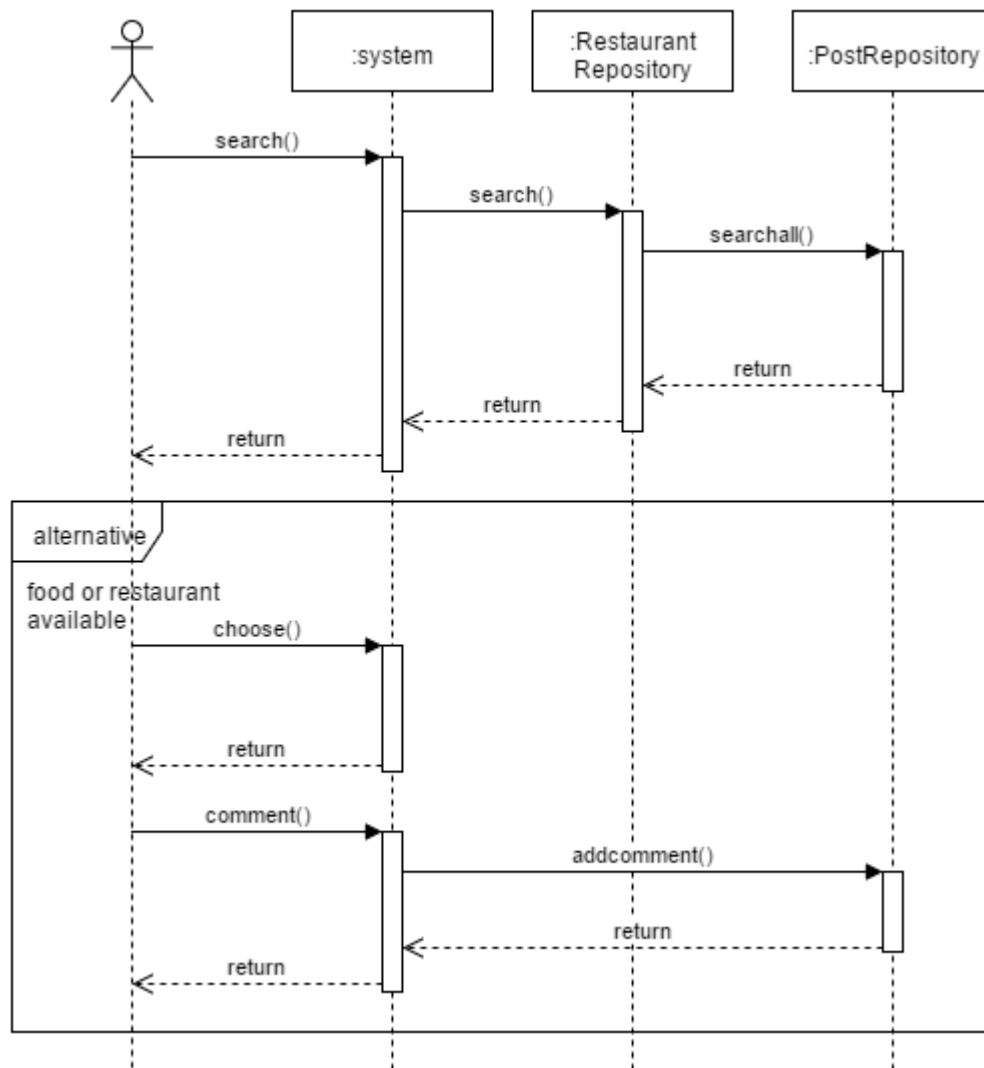 :system
:Restaurant
Repository
:PostRepository
search()
search()
searchall()
return
return
return
alternative
food or restaurant
available
choose()
return
comment()
addcomment()
return
return